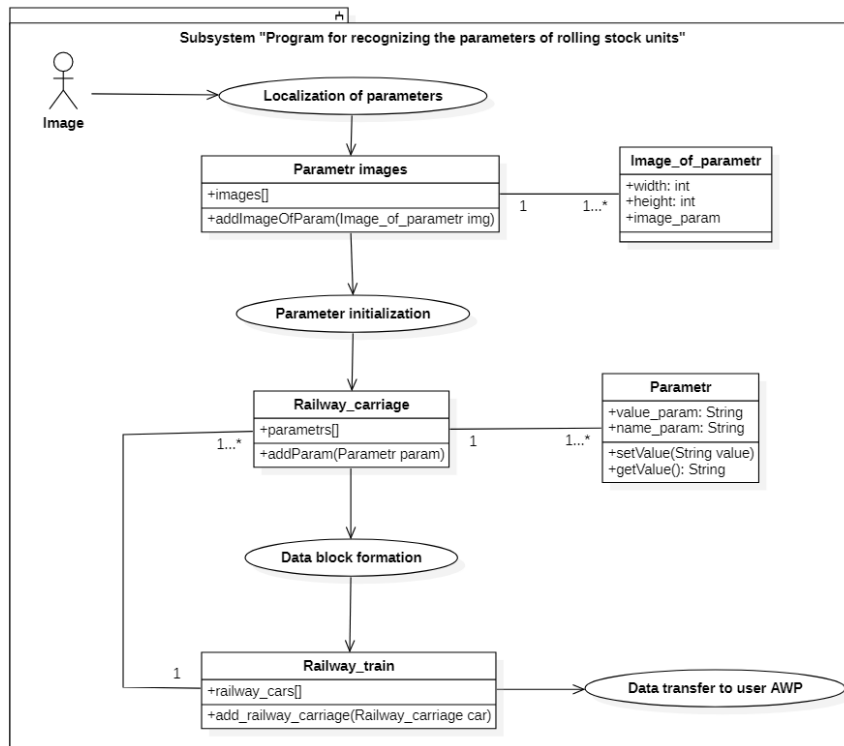 Subsystem "Program for recognizing the parameters of rolling stock units"
Image
Localization of parameters
Parametr images
+images[]
+addImageOfParam(Image_of_parametr img)
1
1...*
Image_of_parametr
+width: int
+height: int
+image_param
Parameter initialization
Railway_carriage
+parametrs[]
+addParam(Parametr param)
1...*
1
1...*
Parametr
+value_param: String
+name_param: String
+setValue(String value)
+getValue(): String
Data block formation
1
Railway_train
+railway_cars[]
+add_railway_carriage(Railway_carriage car)
Data transfer to user AWP